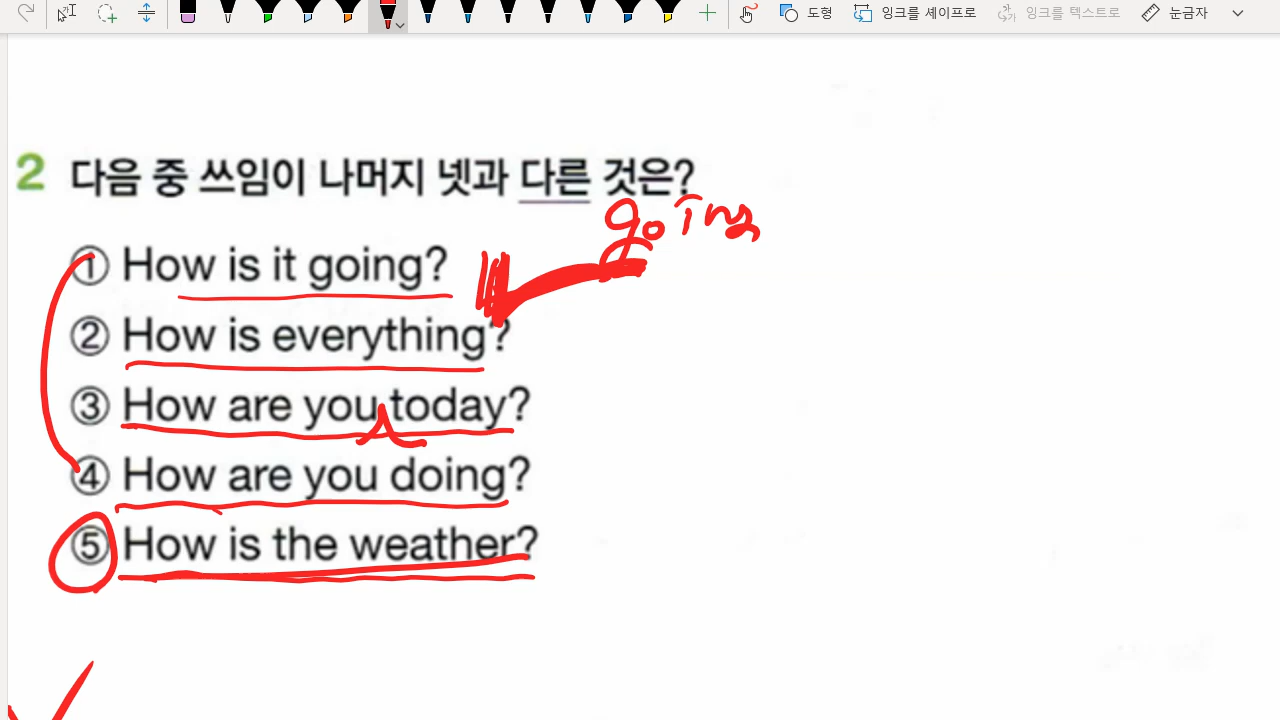 도형 잉크를 셰이프로 잉크를 텍스트로 눈금자
2 다음 중 쓰임이 나머지 넷과 다른 것은?
going
① How is it going?
② How is everything?
③ How are you today?
④ How are you doing?
⑤ How is the weather?